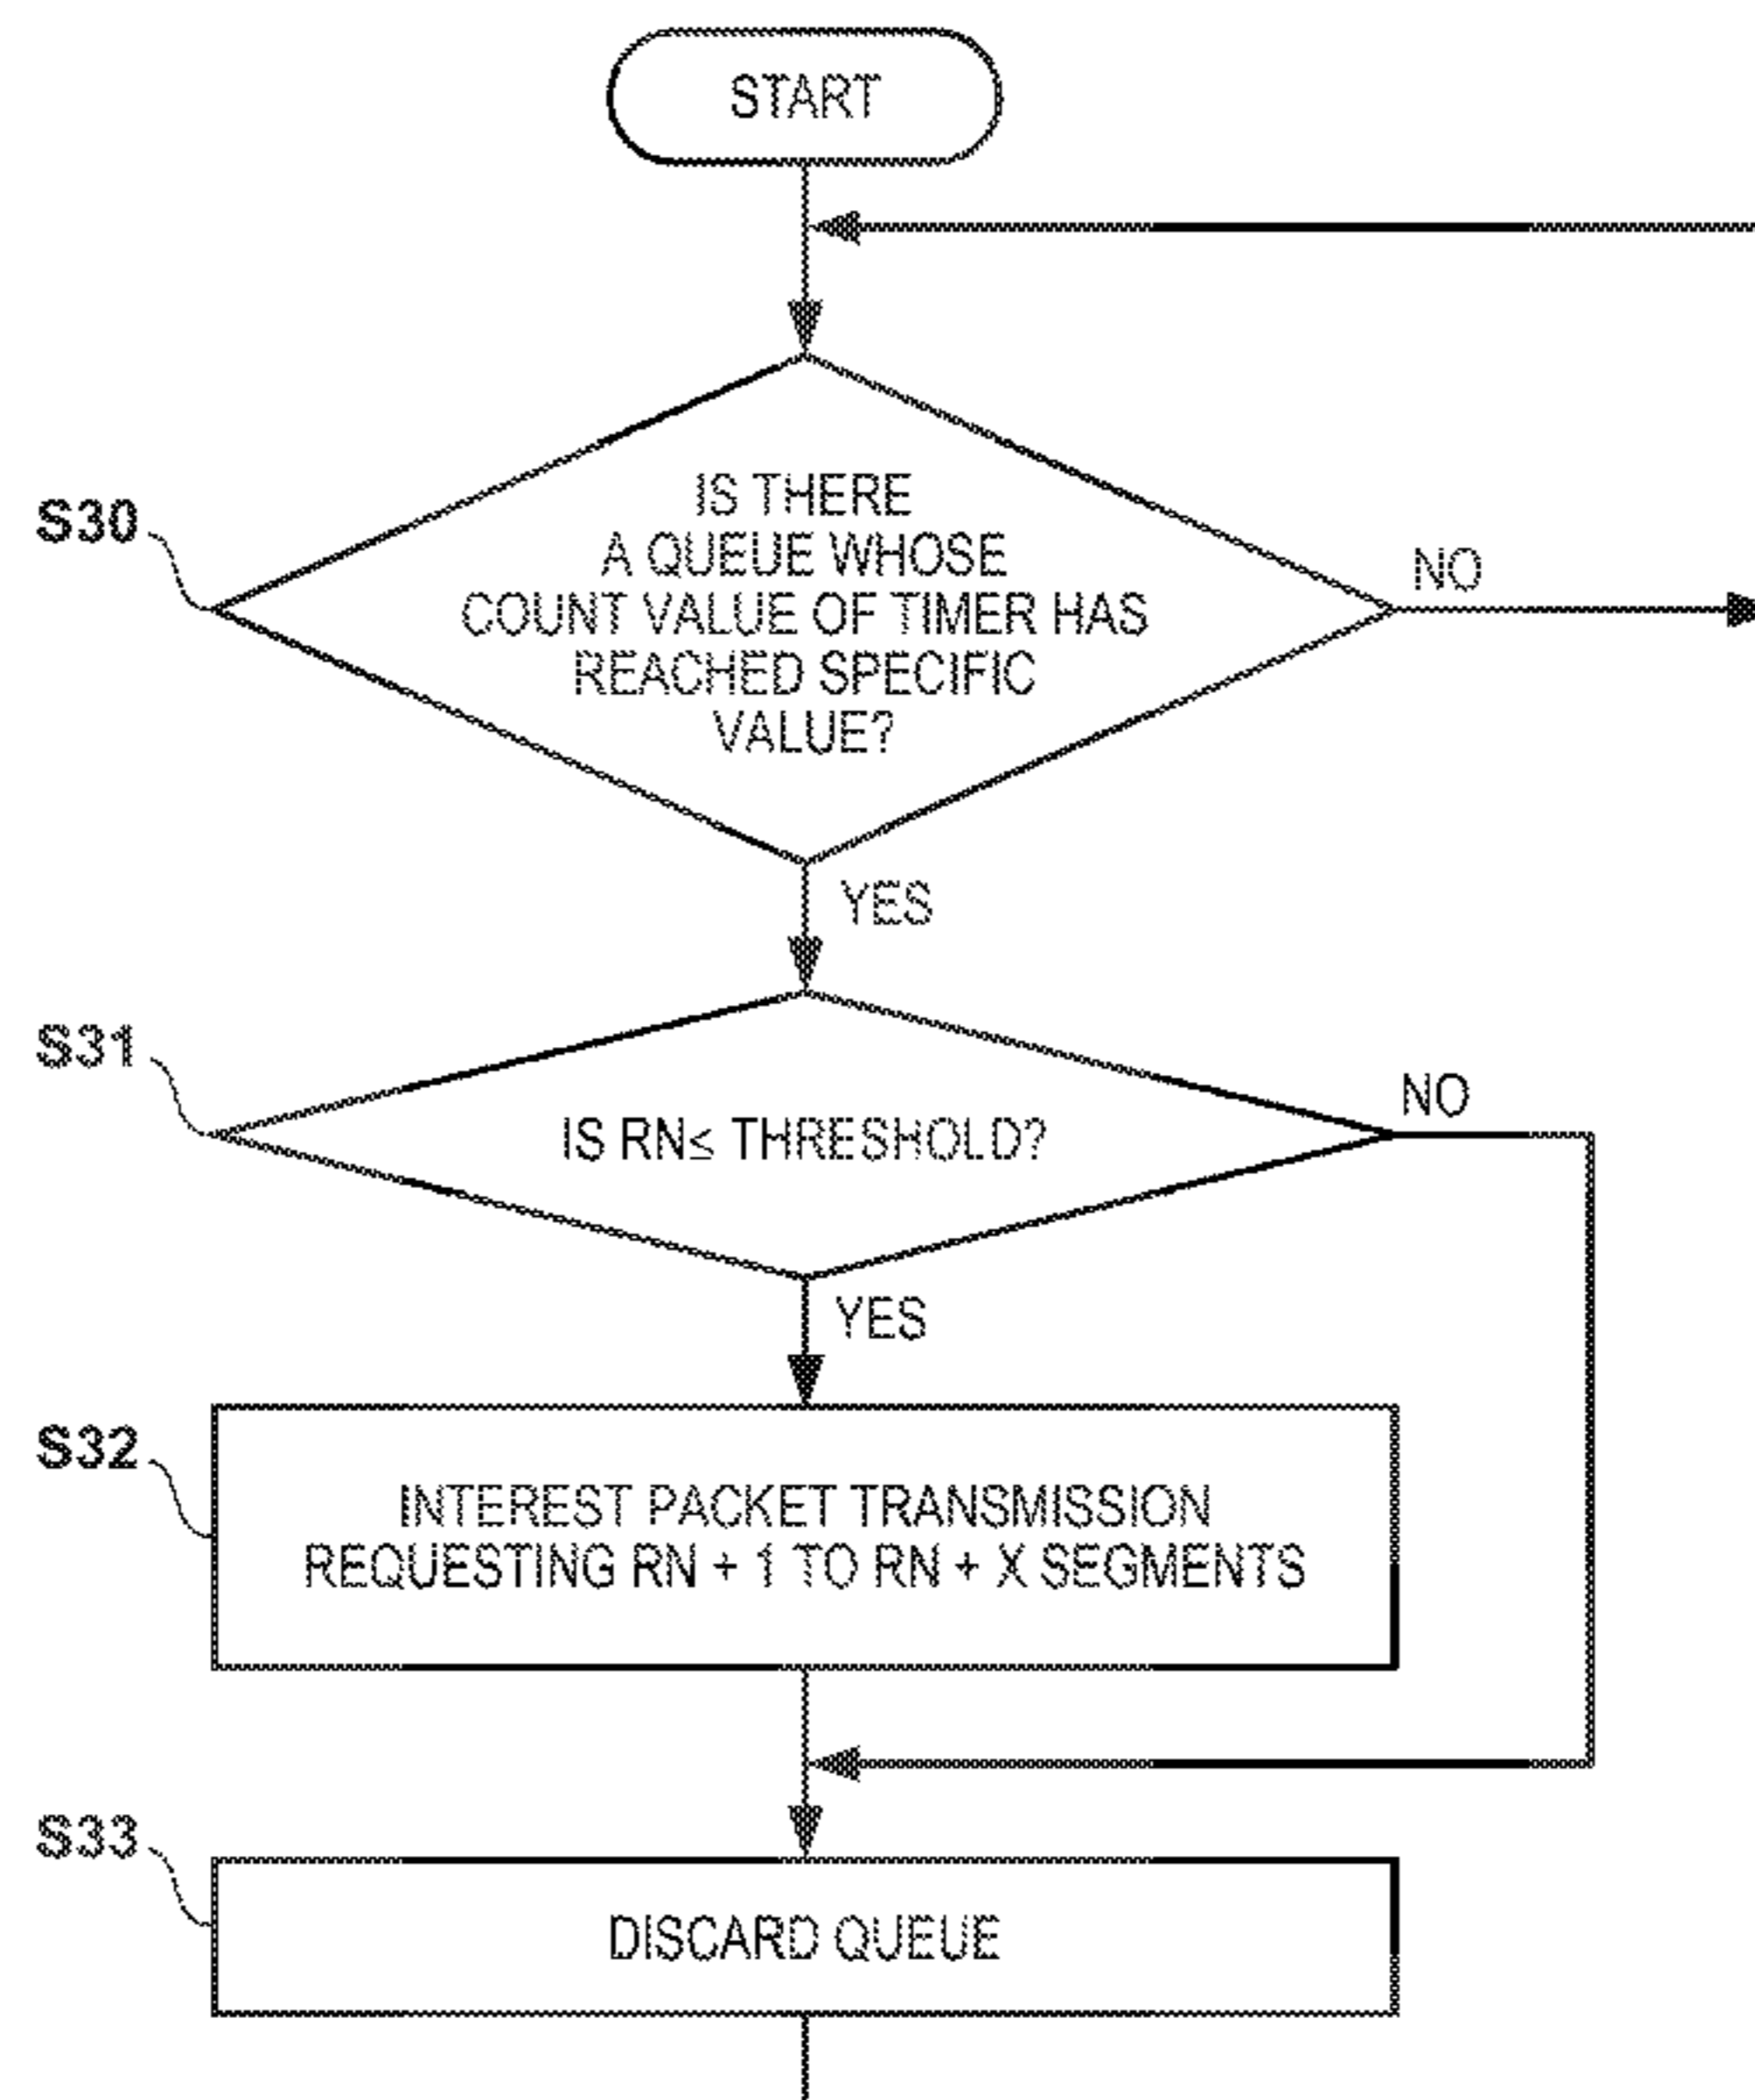 START
S30
IS THERE
A QUEUE WHOSE
COUNT VALUE OF TIMER HAS
REACHED SPECIFIC
VALUE?
NO
YES
S31
IS RN≤ THRESHOLD?
NO
YES
S32
INTEREST PACKET TRANSMISSION
REQUESTING RN + 1 TO RN + X SEGMENTS
S33
DISCARD QUEUE